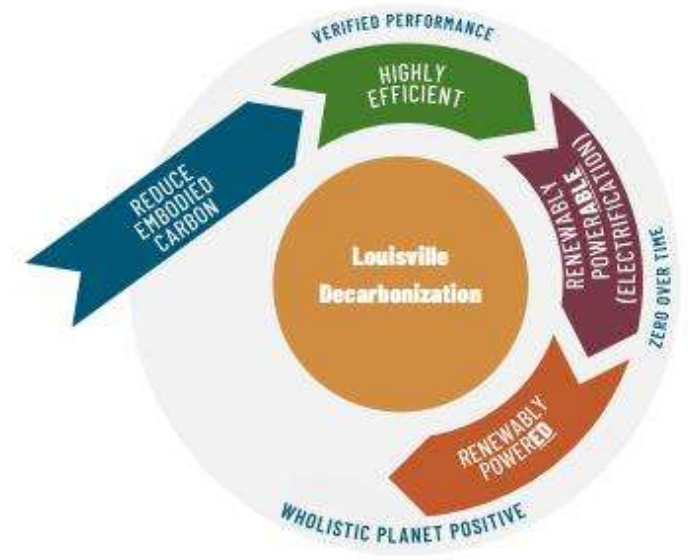 VERIFIED PERFORMANCE
HIGHLY
EFFICIENT
REDUCE
EMBODIED
CARBON
RENEWABLY
POWERABLE
(ELECTRIFICATION)
Louisville
Decarbonization
ZERO OVER TIME
RENEWABLY
POWERED
WHOLISTIC PLANET POSITIVE